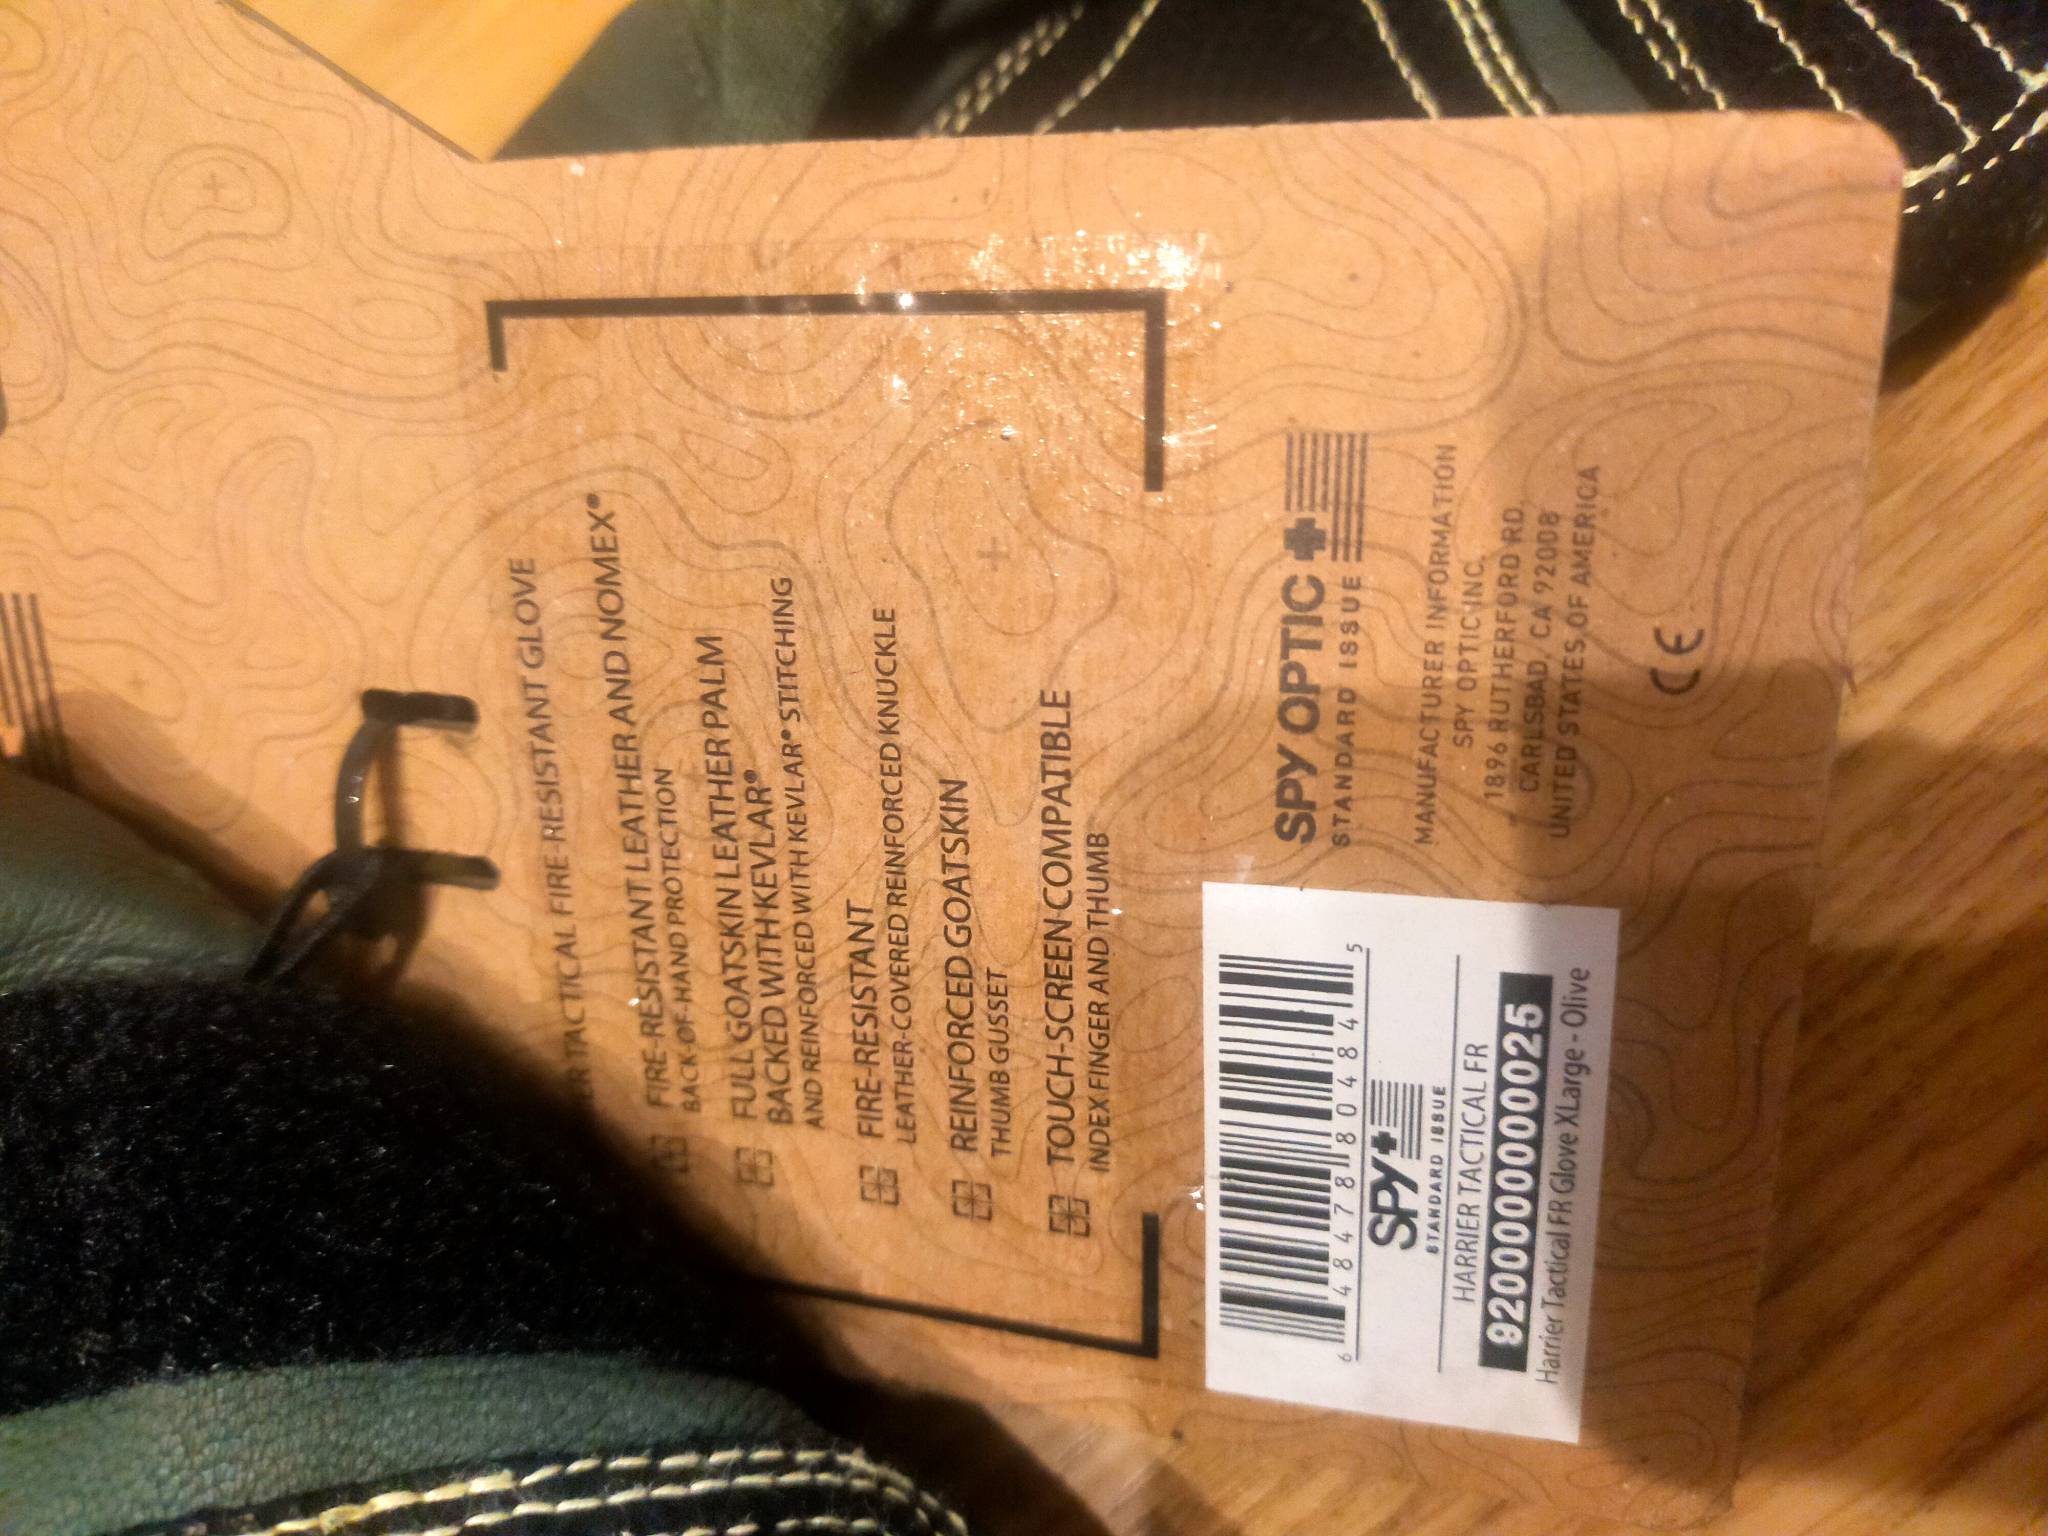 TACTICAL FIRE-RESISTANT GLOVE
FIRE-RESISTANT LEATHER AND NOMEX®
BACK-OF-HAND PROTECTION
FULL GOATSKIN LEATHER PALM
BACKED WITH KEVLAR®
AND REINFORCED WITH KEVLAR® STITCHING
FIRE-RESISTANT
LEATHER-COVERED REINFORCED KNUCKLE
REINFORCED GOATSKIN
THUMB GUSSET
TOUCH-SCREEN COMPATIBLE
INDEX FINGER AND THUMB
SPY OPTIC
STANDARD ISSUE
MANUFACTURER INFORMATION
SPY OPTIC INC.
1896 RUTHERFORD RD.
CARLSBAD, CA 92008
UNITED STATES OF AMERICA
CE
6 48478 80484 5
SPY
STANDARD ISSUE
HARRIER TACTICAL FR
920000000025
Harrier Tactical FR Glove XLarge - Olive